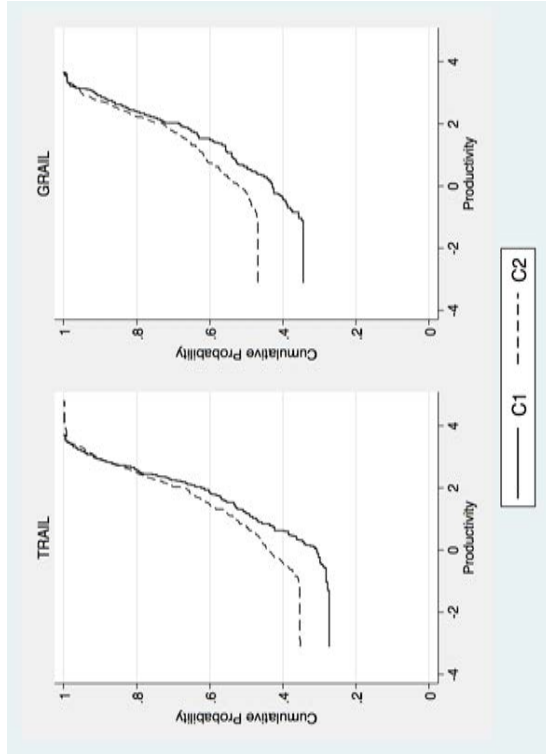 TRAIL
Cumulative Probability
1
.8
.6
.4
.2
0
-4
-2
0
2
4
Productivity
GRAIL
Cumulative Probability
1
.8
.6
.4
.2
0
-4
-2
0
2
4
Productivity
C1
C2